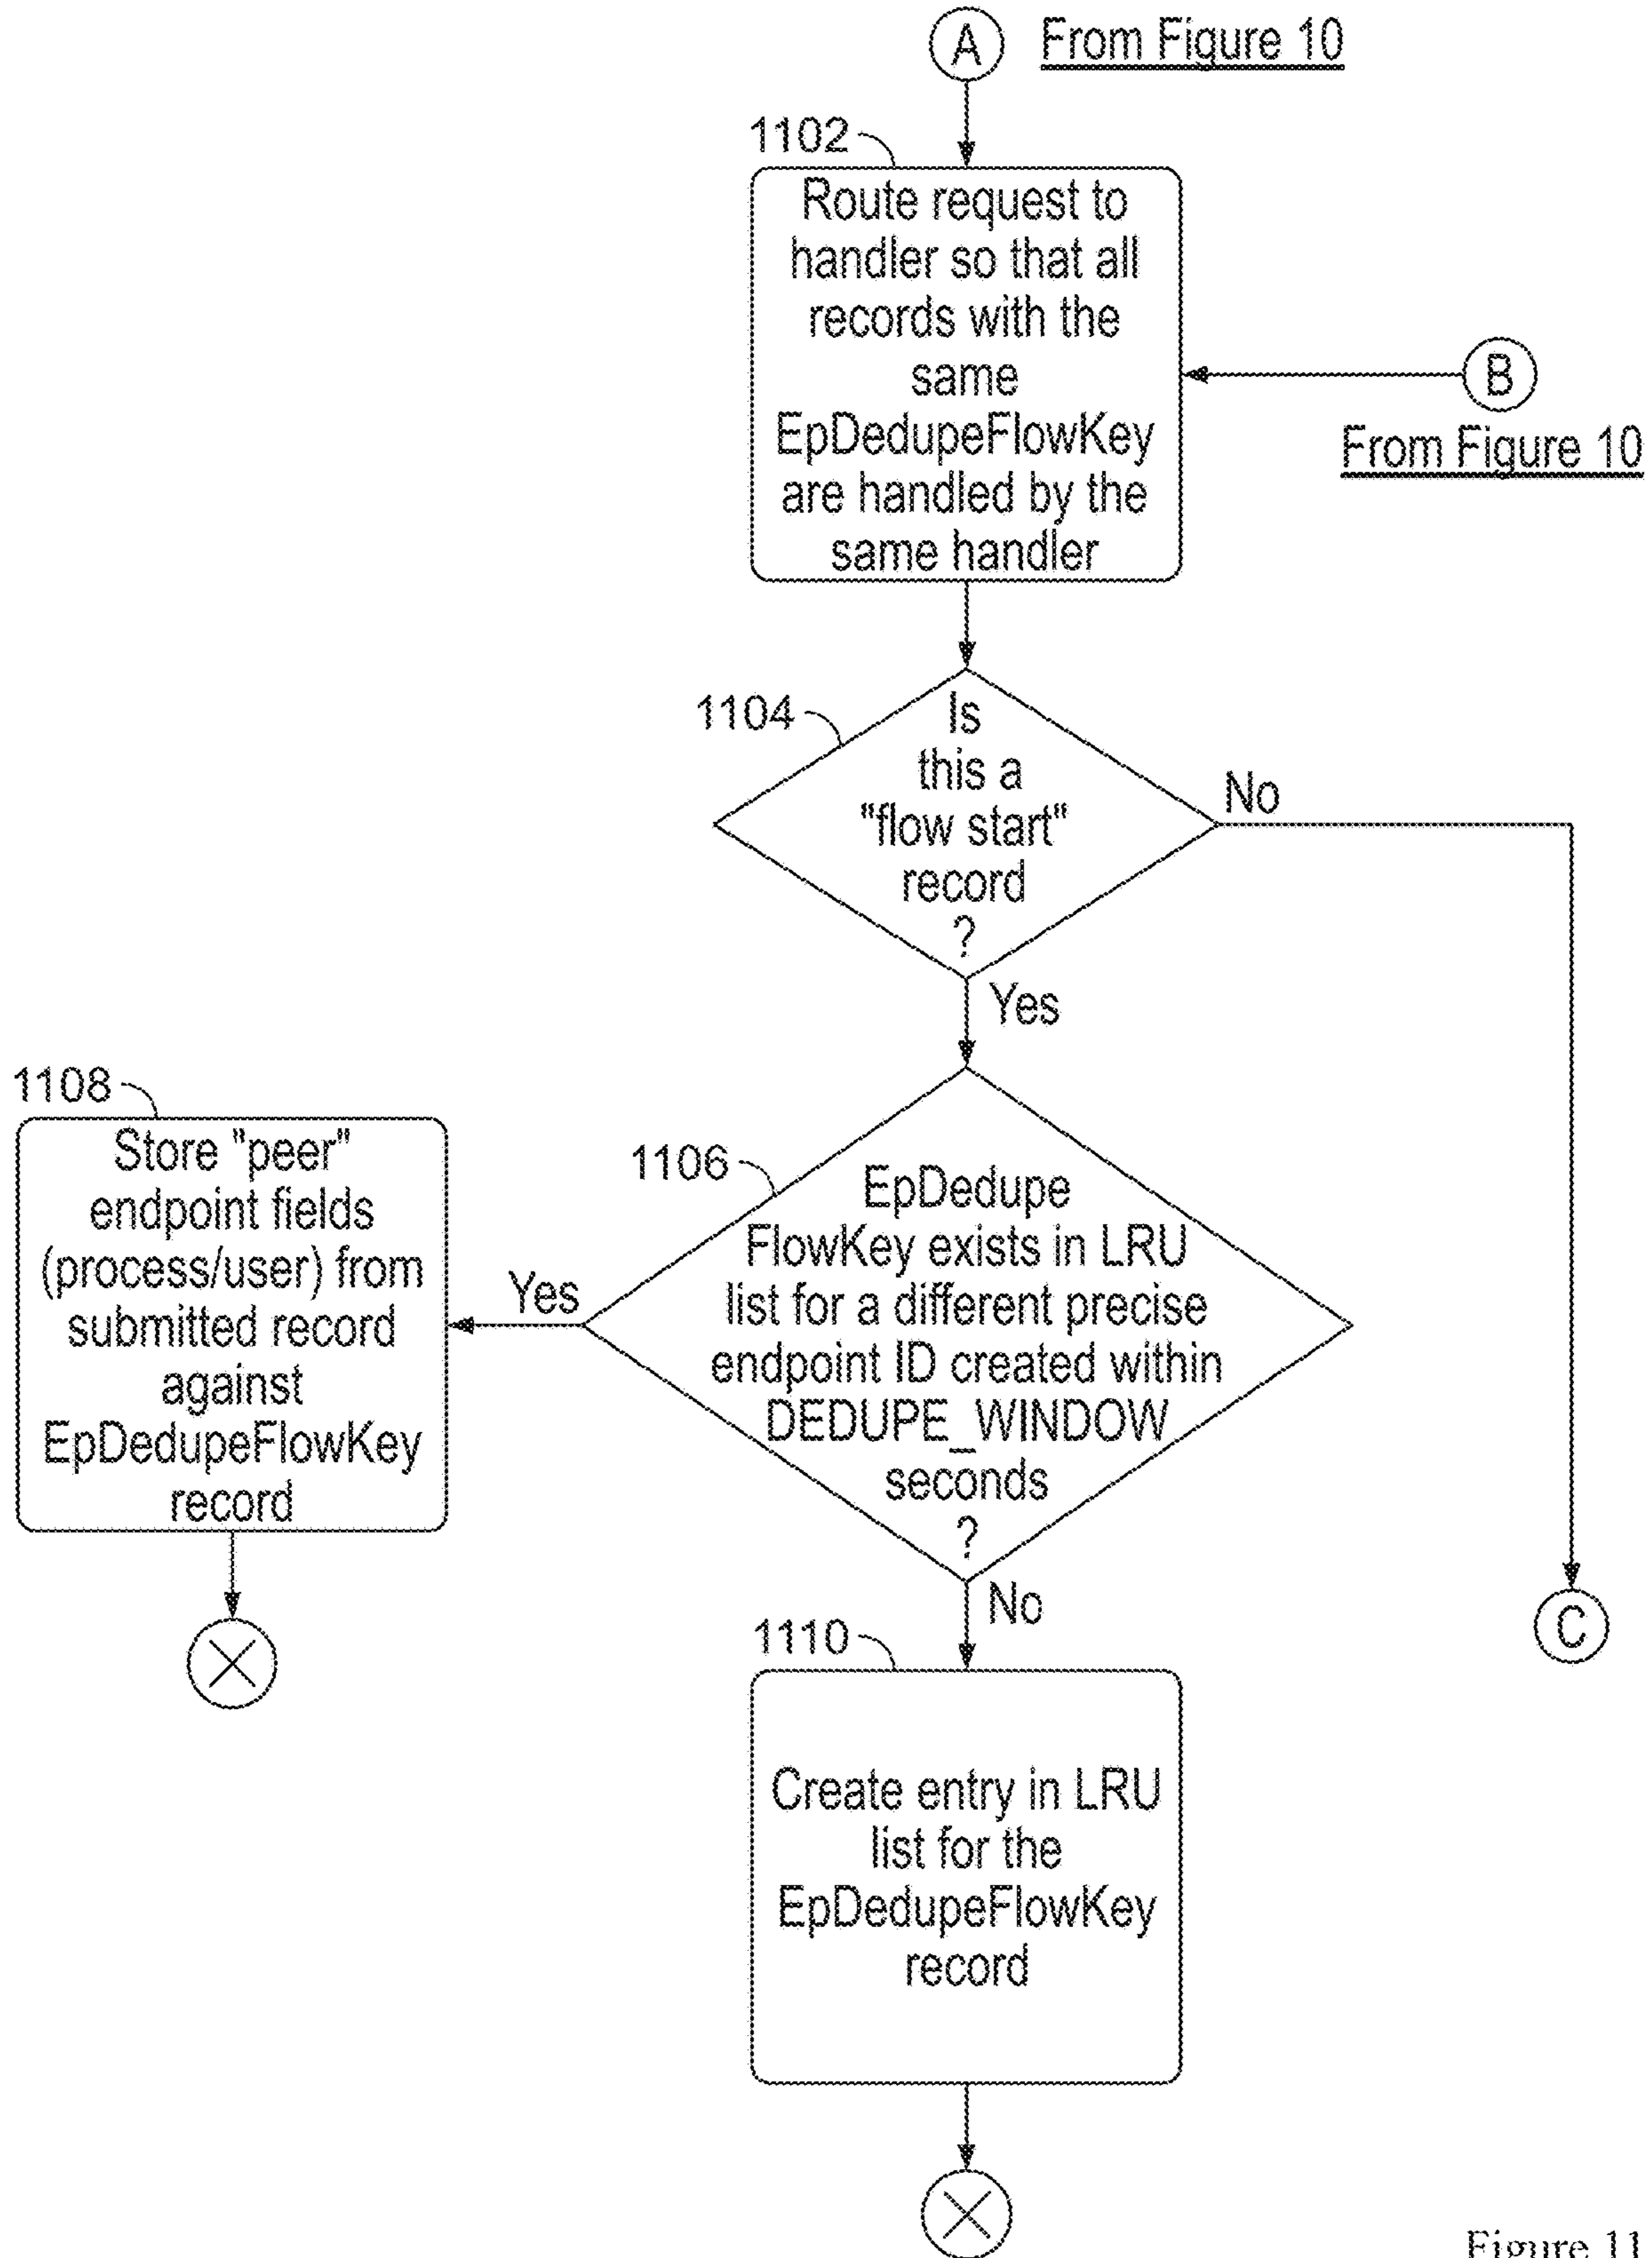 A From Figure 10
1102
Route request to
handler so that all
records with the
same
EpDedupeFlowKey
are handled by the
same handler
B
From Figure 10
1104
Is
this a
"flow start"
record
?
No
Yes
1108
Store "peer"
endpoint fields
(process/user) from
submitted record
against
EpDedupeFlowKey
record
1106
EpDedupe
FlowKey exists in LRU
list for a different precise
endpoint ID created within
DEDUPE_WINDOW
seconds
?
Yes
No
C
1110
Create entry in LRU
list for the
EpDedupeFlowKey
record
Figure 11